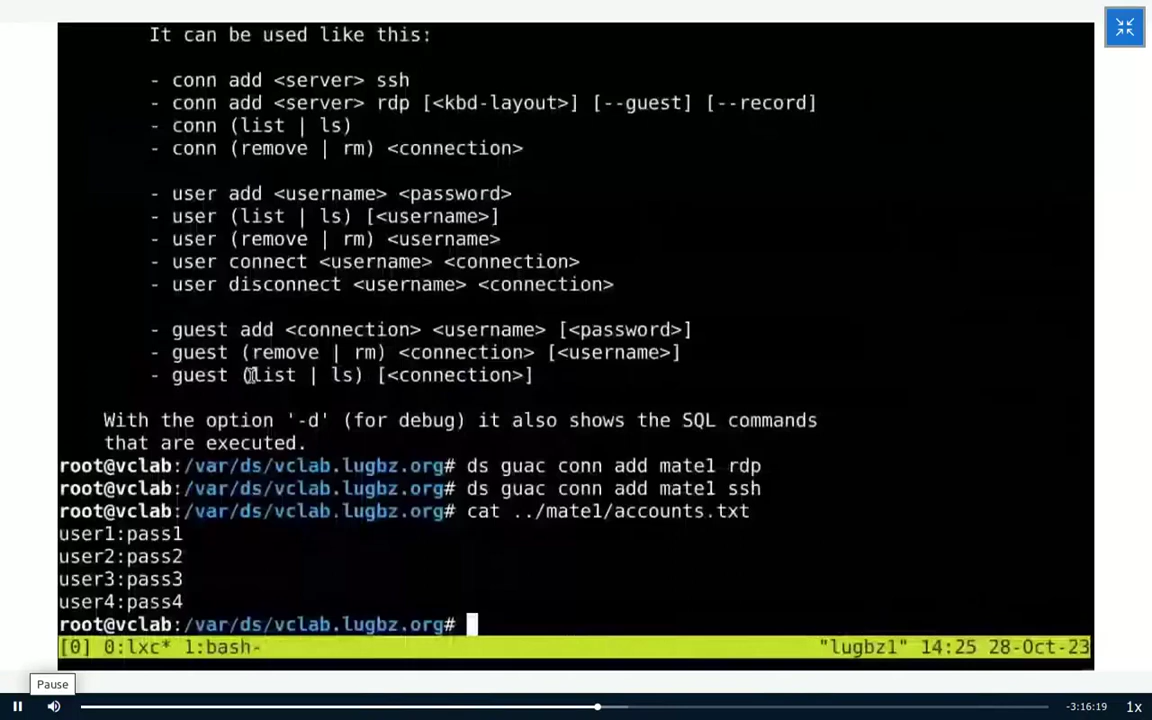 It can be used like this:
- conn add <server> ssh
- conn add <server> rdp [<kbd-layout>] [--guest] [--record]
- conn (list | ls)
- conn (remove | rm) <connection>
- user add <username> <password>
- user (list | ls) [<username>]
- user (remove | rm) <username>
- user connect <username> <connection>
- user disconnect <username> <connection>
- guest add <connection> <username> [<password>]
- guest (remove | rm) <connection> [<username>]
- guest (list | ls) [<connection>]
With the option '-d' (for debug) it also shows the SQL commands
that are executed.
root@vclab:/var/ds/vclab.lugbz.org# ds guac conn add mate1 rdp
root@vclab:/var/ds/vclab.lugbz.org# ds guac conn add mate1 ssh
root@vclab:/var/ds/vclab.lugbz.org# cat ../mate1/accounts.txt
user1:pass1
user2:pass2
user3:pass3
user4:pass4
root@vclab:/var/ds/vclab.lugbz.org#
[0] 0:lxc* 1:bash- "lugbz1" 14:25 28-Oct-23
Pause
-3:16:19 1x